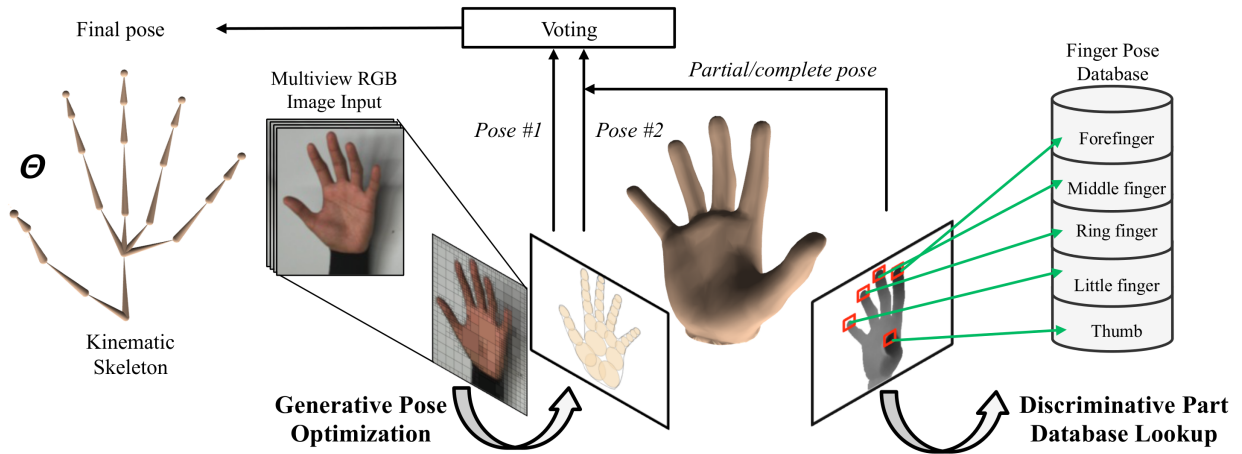 Final pose
Voting
Finger Pose
Database
Multiview RGB
Image Input
Partial/complete pose
Pose #1
Pose #2
Forefinger
Middle finger
Ring finger
Little finger
Thumb
Θ
Kinematic
Skeleton
Generative Pose
Optimization
Discriminative Part
Database Lookup